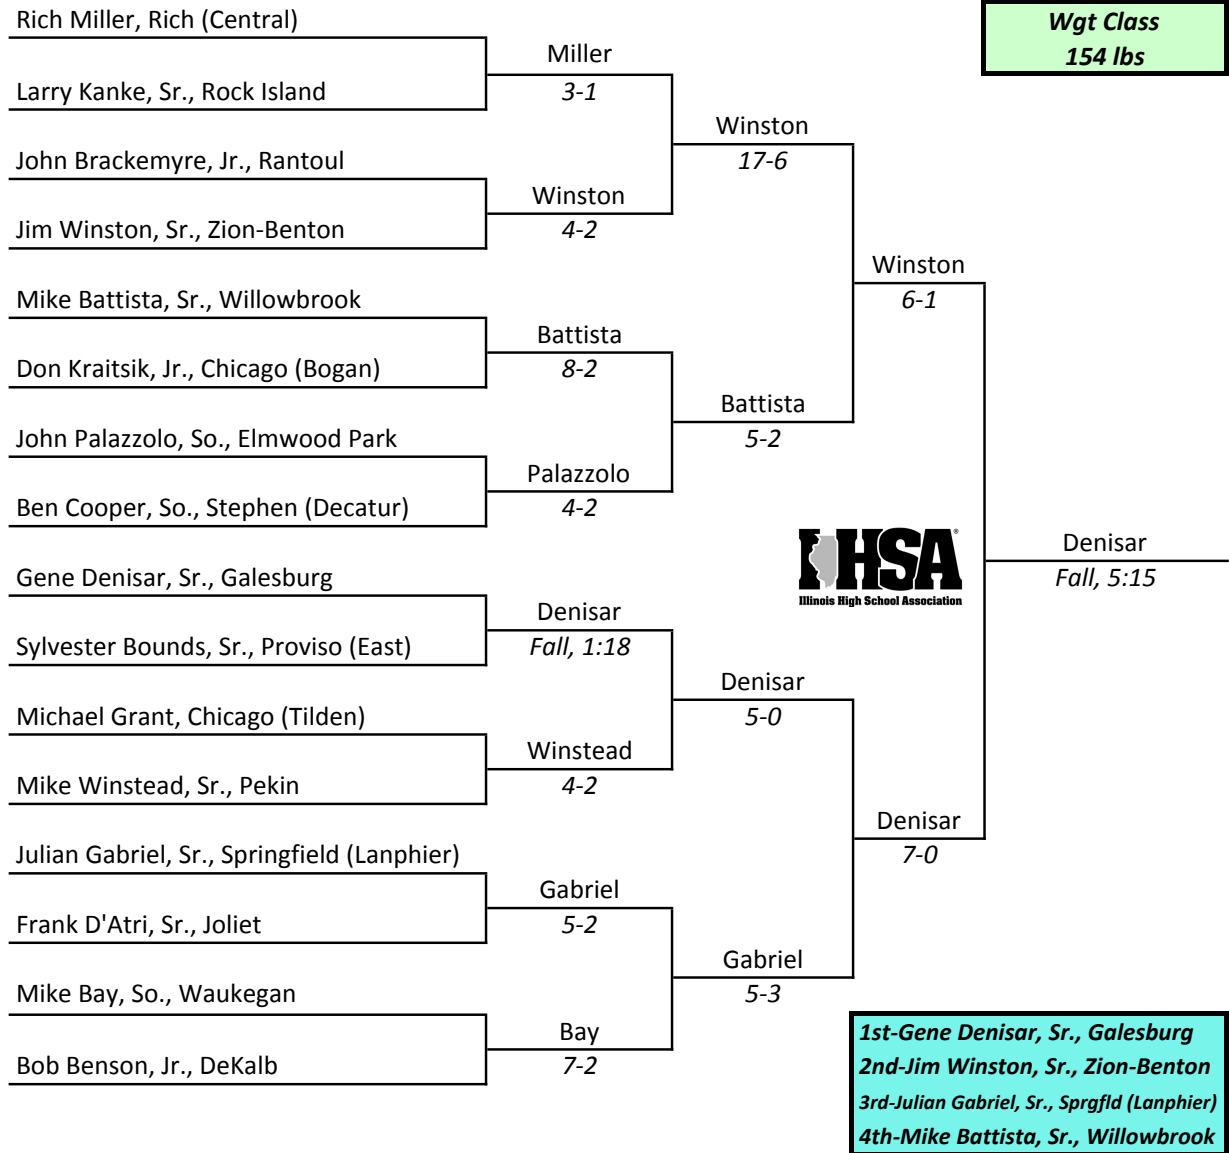 Rich Miller, Rich (Central)
Wgt Class
154 lbs
Miller
3-1
Larry Kanke, Sr., Rock Island
Winston
17-6
John Brackemyre, Jr., Rantoul
Winston
4-2
Jim Winston, Sr., Zion-Benton
Winston
6-1
Mike Battista, Sr., Willowbrook
Battista
8-2
Don Kraitsik, Jr., Chicago (Bogan)
Battista
5-2
John Palazzolo, So., Elmwood Park
Palazzolo
4-2
Ben Cooper, So., Stephen (Decatur)
IHSA®
Illinois High School Association
Denisar
Fall, 5:15
Gene Denisar, Sr., Galesburg
Denisar
Fall, 1:18
Sylvester Bounds, Sr., Proviso (East)
Denisar
5-0
Michael Grant, Chicago (Tilden)
Winstead
4-2
Mike Winstead, Sr., Pekin
Denisar
7-0
Julian Gabriel, Sr., Springfield (Lanphier)
Gabriel
5-2
Frank D'Atri, Sr., Joliet
Gabriel
5-3
Mike Bay, So., Waukegan
Bay
7-2
Bob Benson, Jr., DeKalb
1st-Gene Denisar, Sr., Galesburg
2nd-Jim Winston, Sr., Zion-Benton
3rd-Julian Gabriel, Sr., Sprgfld (Lanphier)
4th-Mike Battista, Sr., Willowbrook